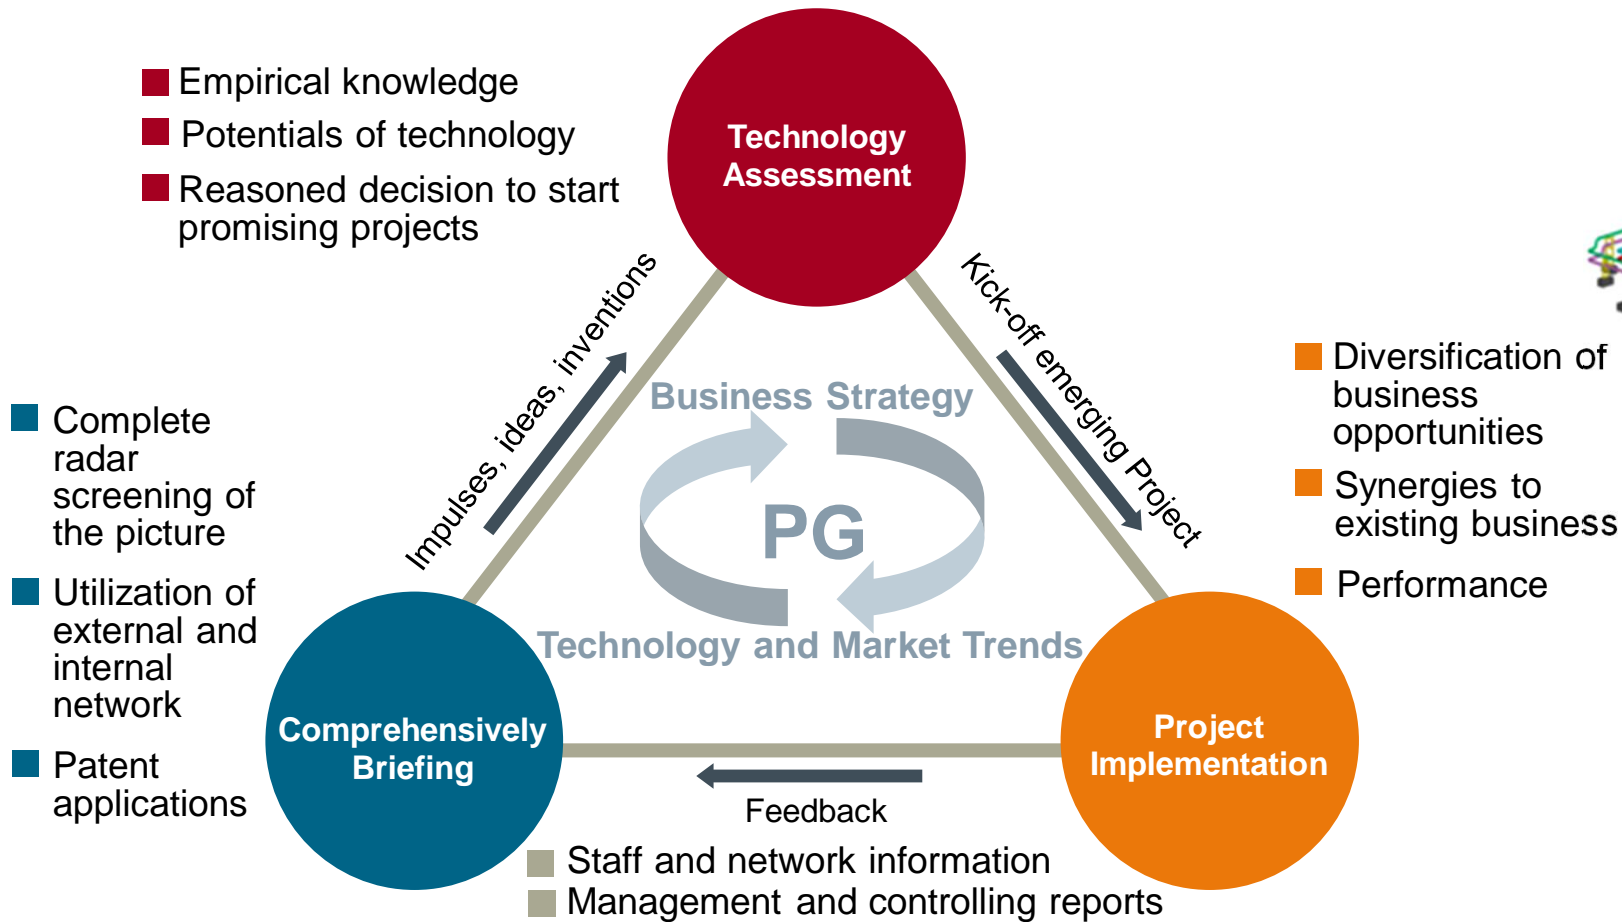 Technology
Assessment
Empirical knowledge
Potentials of technology
Reasoned decision to start
promising projects
Impulses, ideas, inventions
Kick-off emerging Project
Business Strategy
PG
Technology and Market Trends
Complete
radar
screening of
the picture
Utilization of
external and
internal
network
Patent
applications
Diversification of
business
opportunities
Synergies to
existing business
Performance
Comprehensively
Briefing
Project
Implementation
Feedback
Staff and network information
Management and controlling reports